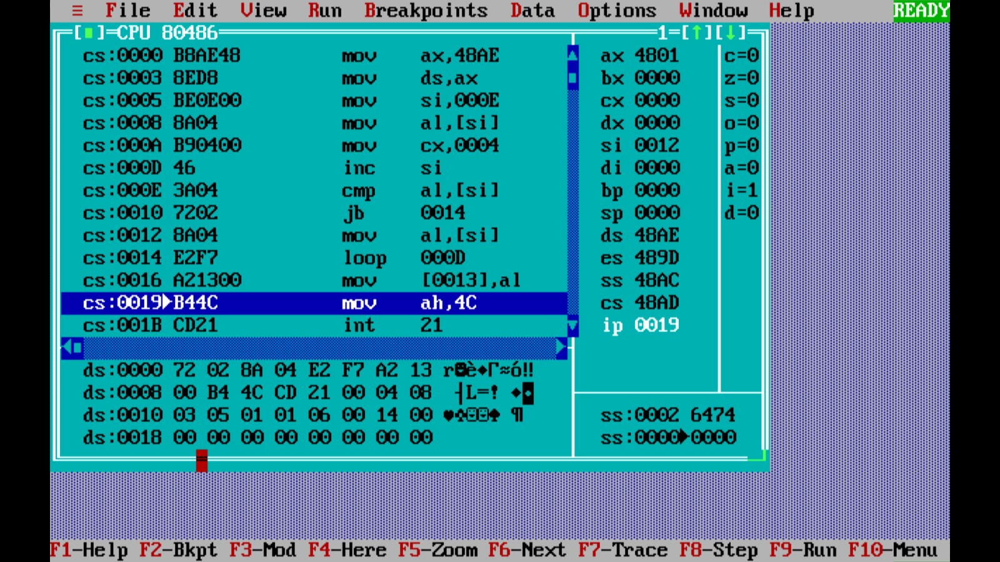 ≡ File Edit View Run Breakpoints Data Options Window Help READY
[■]=CPU 80486 1=[↑][↓]
cs:0000 B8AE48 mov ax,48AE ax 4801 c=0
cs:0003 8ED8 mov ds,ax bx 0000 z=0
cs:0005 BE0E00 mov si,000E cx 0000 s=0
cs:0008 8A04 mov al,[si] dx 0000 o=0
cs:000A B90400 mov cx,0004 si 0012 p=0
cs:000D 46 inc si di 0000 a=0
cs:000E 3A04 cmp al,[si] bp 0000 i=1
cs:0010 7202 jb 0014 sp 0000 d=0
cs:0012 8A04 mov al,[si] ds 48AE
cs:0014 E2F7 loop 000D es 489D
cs:0016 A21300 mov [0013],al ss 48AC
cs:0019►B44C mov ah,4C cs 48AD
cs:001B CD21 int 21 ip 0019
ds:0000 72 02 8A 04 E2 F7 A2 13 r☻è♦Γ≈ó‼
ds:0008 00 B4 4C CD 21 00 04 08 ┤L=! ♦◘
ds:0010 03 05 01 01 06 00 14 00 ♥♣☺☺♠ ¶ ss:0002 6474
ds:0018 00 00 00 00 00 00 00 00 ss:0000►0000
F1-Help F2-Bkpt F3-Mod F4-Here F5-Zoom F6-Next F7-Trace F8-Step F9-Run F10-Menu